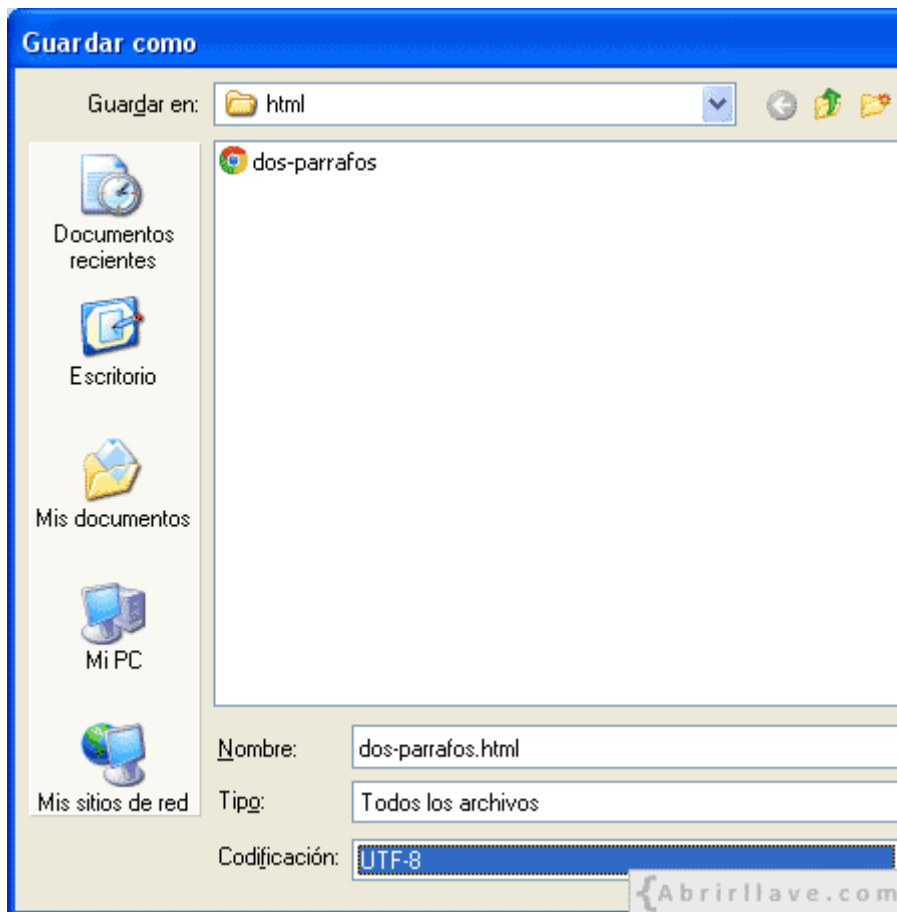 Guardar como
Guardar en:
html
dos-parrafos
Documentos
recientes
Escritorio
Mis documentos
Mi PC
Mis sitios de red
Nombre:
dos-parrafos.html
Tipo:
Todos los archivos
Codificación:
UTF-8
{Abrirllave.com